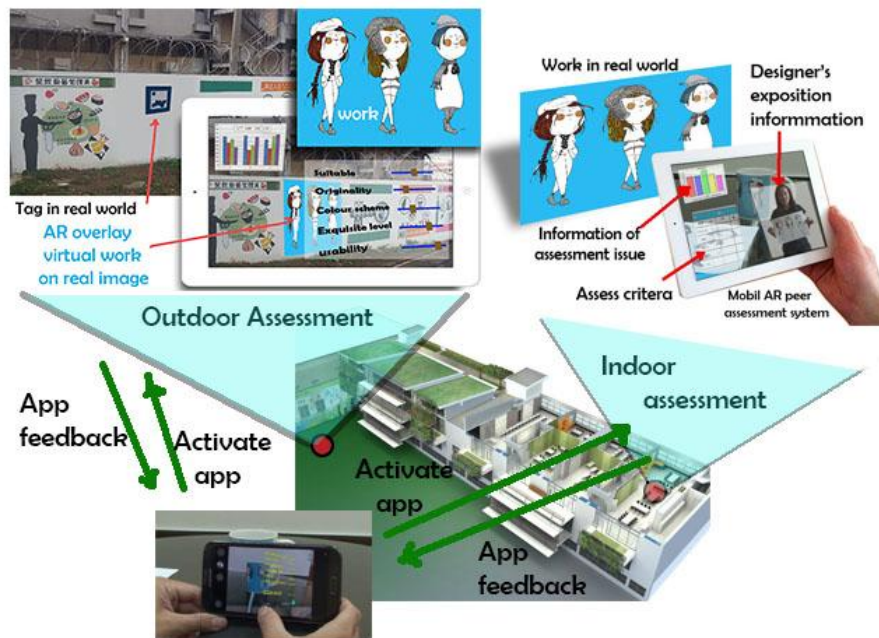 work
Suitable
Originality
Colour scheme
Exquisite level
usability
Tag in real world
AR overlay
virtual work
on real image
Work in real world
Designer's
exposition
informmation
Information of
assessment issue
Assess critera
Mobil AR peer
assessment system
Outdoor Assessment
Indoor
assessment
App
feedback
Activate
app
Activate
app
App
feedback